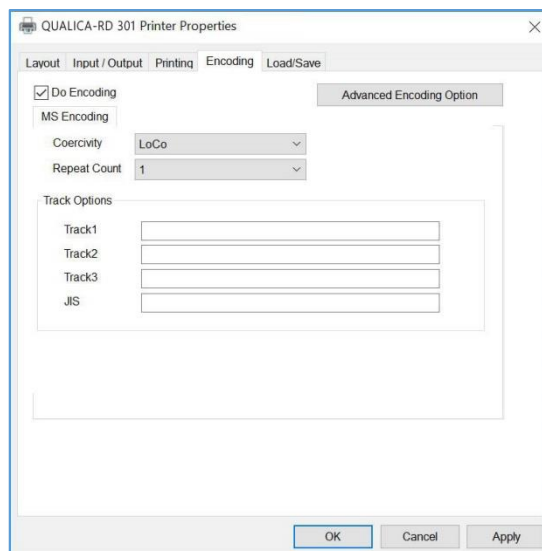 QUALICA-RD 301 Printer Properties
Layout Input / Output Printing Encoding Load/Save
Do Encoding Advanced Encoding Option
MS Encoding
Coercivity LoCo
Repeat Count 1
Track Options
Track1
Track2
Track3
JIS
OK Cancel Apply